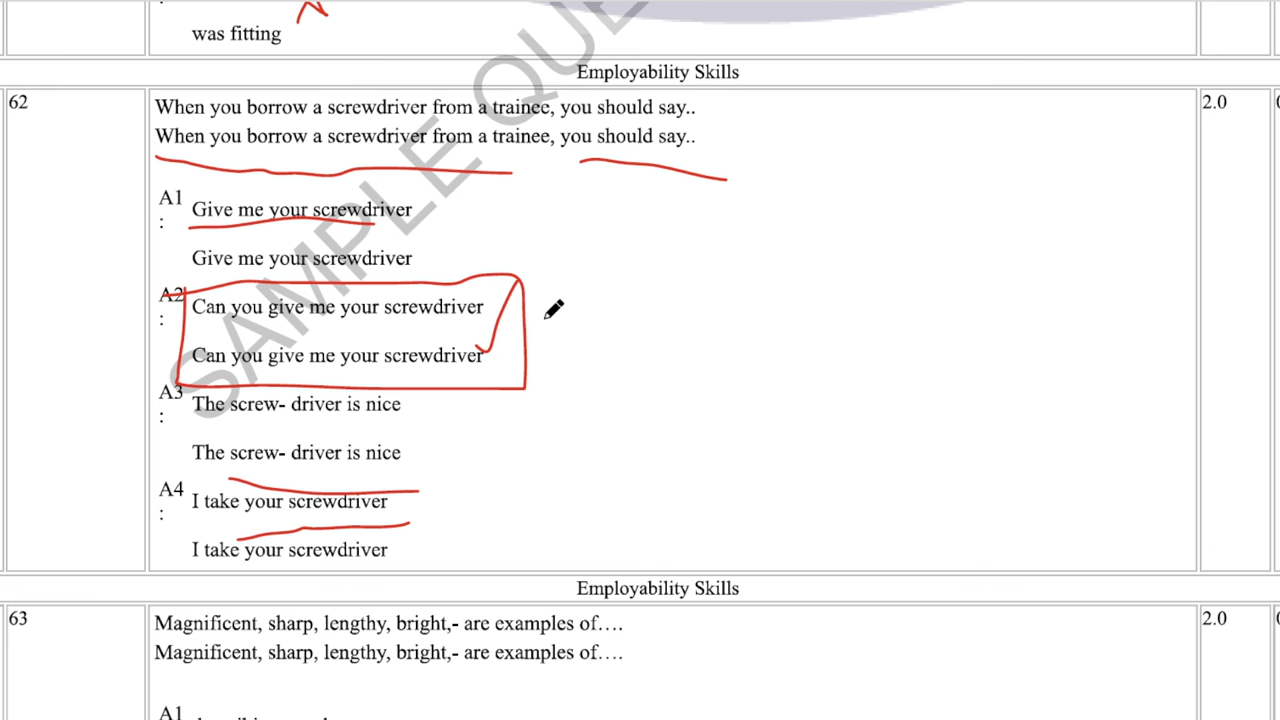 was fitting
Employability Skills
62
When you borrow a screwdriver from a trainee, you should say..
When you borrow a screwdriver from a trainee, you should say..
2.0
A1
:
Give me your screwdriver
Give me your screwdriver
A2
:
Can you give me your screwdriver
Can you give me your screwdriver
A3
:
The screw- driver is nice
The screw- driver is nice
A4
:
I take your screwdriver
I take your screwdriver
SAMPLE QUE
Employability Skills
63
Magnificent, sharp, lengthy, bright,- are examples of….
Magnificent, sharp, lengthy, bright,- are examples of….
2.0
A1